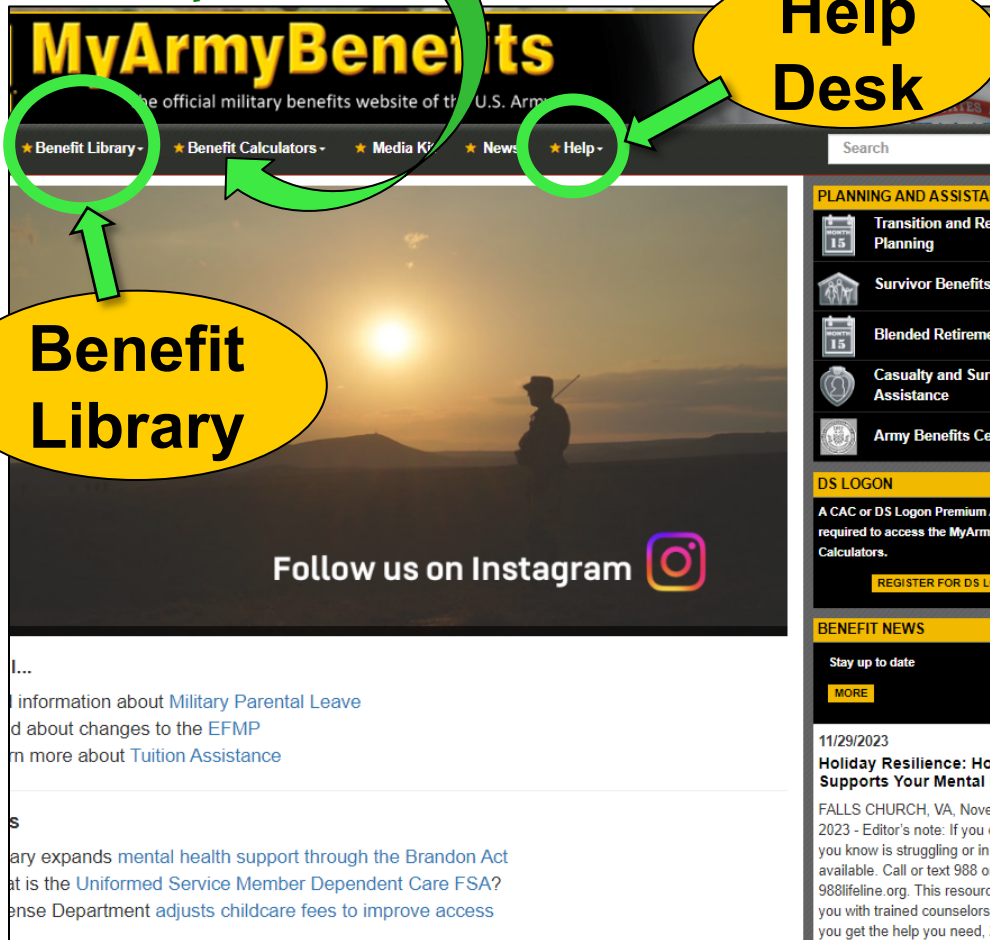 Help
Desk
MyArmyBenefits
he official military benefits website of the U.S. Army
Benefit Library
Benefit Calculators
Media Ki
News
Help
Search
PLANNING AND ASSISTA
Transition and Re
Planning
Survivor Benefits
Blended Retireme
Casualty and Sur
Assistance
Army Benefits Ce
Benefit
Library
Follow us on Instagram
DS LOGON
A CAC or DS Logon Premium
required to access the MyArm
Calculators.
REGISTER FOR DS LO
BENEFIT NEWS
Stay up to date
MORE
11/29/2023
Holiday Resilience: Ho
Supports Your Mental
FALLS CHURCH, VA, Nove
2023 - Editor's note: If you o
you know is struggling or in
available. Call or text 988 or
988lifeline.org. This resourc
you with trained counselors
you get the help you need,
l...
information about Military Parental Leave
d about changes to the EFMP
rn more about Tuition Assistance
s
ary expands mental health support through the Brandon Act
at is the Uniformed Service Member Dependent Care FSA?
ense Department adjusts childcare fees to improve access